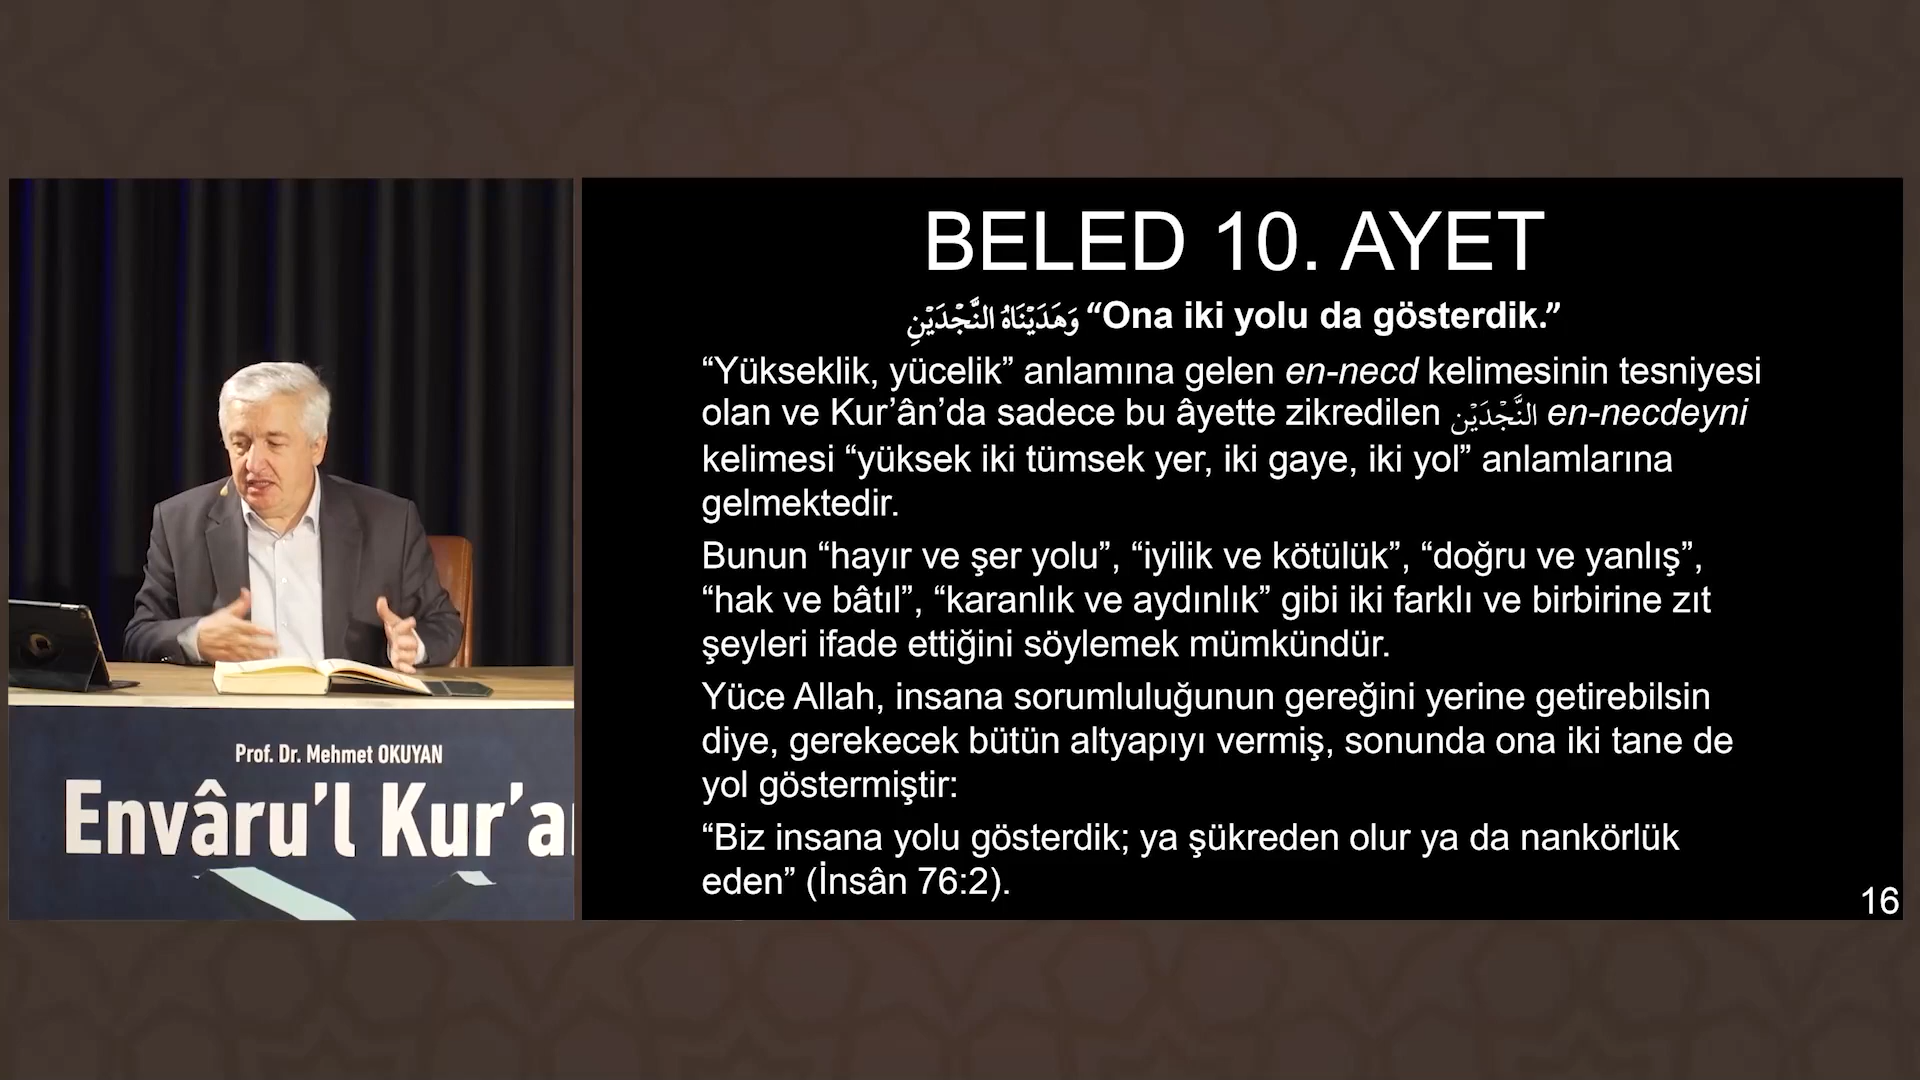 Prof. Dr. Mehmet OKUYAN
Envâru’l Kur’a
BELED 10. AYET
وَهَدَيْنَاهُ النَّجْدَيْنِ “Ona iki yolu da gösterdik.”
“Yükseklik, yücelik” anlamına gelen en-necd kelimesinin tesniyesi
olan ve Kur’ân’da sadece bu âyette zikredilen النَّجْدَيْن en-necdeyni
kelimesi “yüksek iki tümsek yer, iki gaye, iki yol” anlamlarına
gelmektedir.
Bunun “hayır ve şer yolu”, “iyilik ve kötülük”, “doğru ve yanlış”,
“hak ve bâtıl”, “karanlık ve aydınlık” gibi iki farklı ve birbirine zıt
şeyleri ifade ettiğini söylemek mümkündür.
Yüce Allah, insana sorumluluğunun gereğini yerine getirebilsin
diye, gerekecek bütün altyapıyı vermiş, sonunda ona iki tane de
yol göstermiştir:
“Biz insana yolu gösterdik; ya şükreden olur ya da nankörlük
eden” (İnsân 76:2).
16